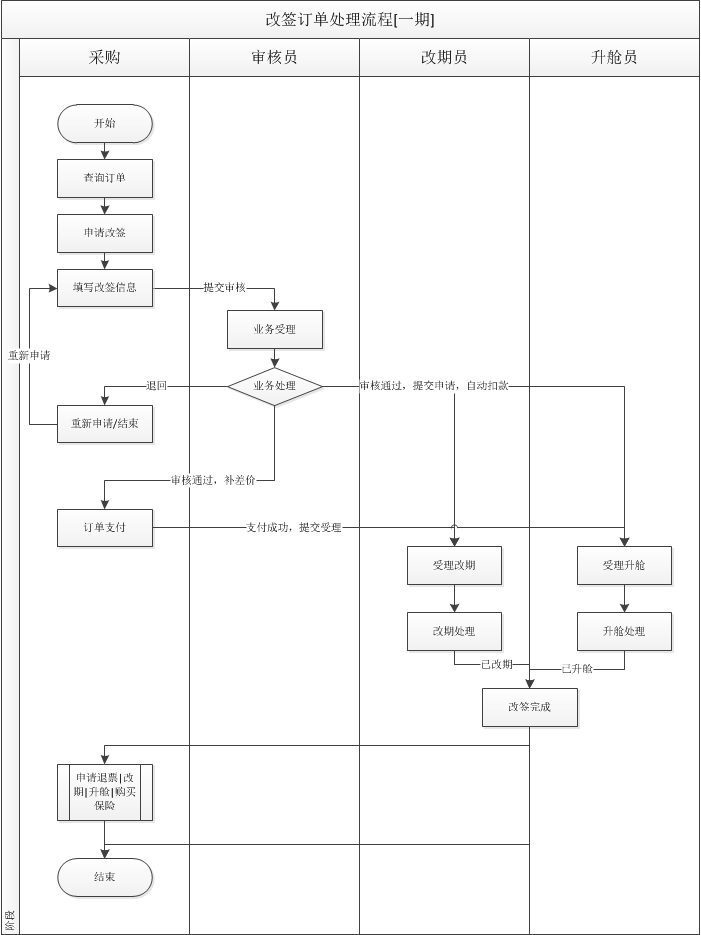 改签订单处理流程[一期]
采购
审核员
改期员
升舱员
开始
查询订单
申请改签
填写改签信息
提交审核
业务受理
重新申请
退回
业务处理
审核通过，提交申请，自动扣款
重新申请/结束
审核通过，补差价
订单支付
支付成功，提交受理
受理改期
受理升舱
改期处理
升舱处理
已改期
已升舱
改签完成
申请退票|改
期|升舱|购买
保险
结束
阶段